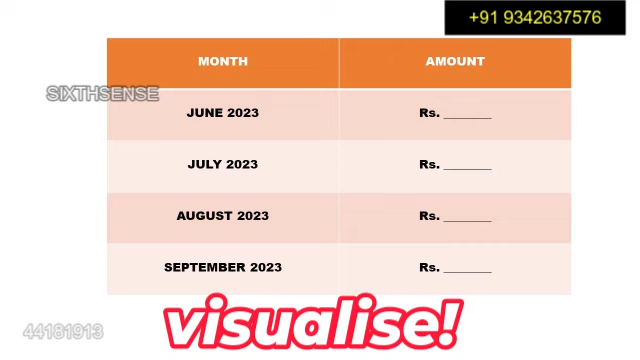 +91 9342637576
MONTH AMOUNT
SIXTHSENSE
JUNE 2023 Rs. _______
JULY 2023 Rs. _______
AUGUST 2023 Rs. _______
SEPTEMBER 2023 Rs. _______
visualise!
44181913